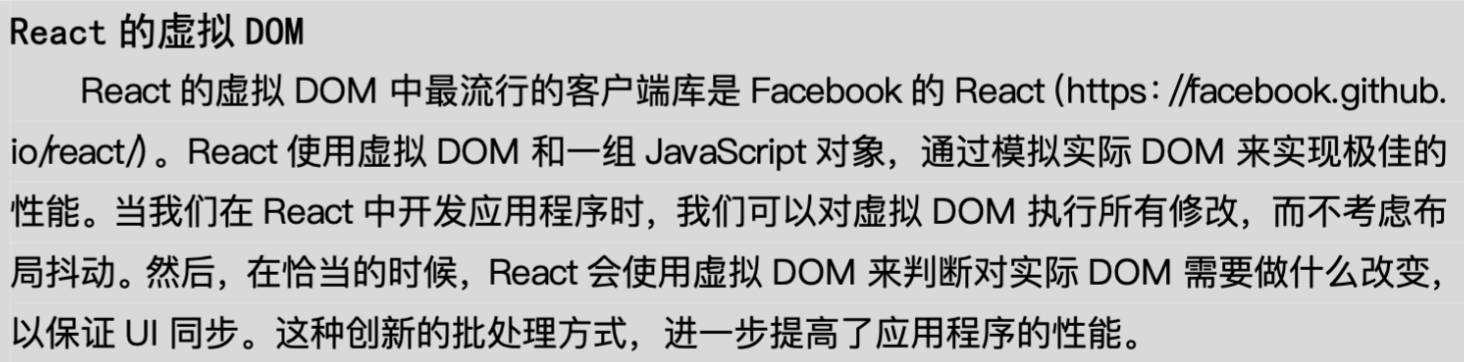 React 的虚拟 DOM
React 的虚拟 DOM 中最流行的客户端库是 Facebook 的 React (https: //facebook.github.
io/react/) 。React 使用虚拟 DOM 和一组 JavaScript 对象，通过模拟实际 DOM 来实现极佳的
性能。当我们在 React 中开发应用程序时，我们可以对虚拟 DOM 执行所有修改，而不考虑布
局抖动。然后，在恰当的时候，React 会使用虚拟 DOM 来判断对实际 DOM 需要做什么改变，
以保证 UI 同步。这种创新的批处理方式，进一步提高了应用程序的性能。